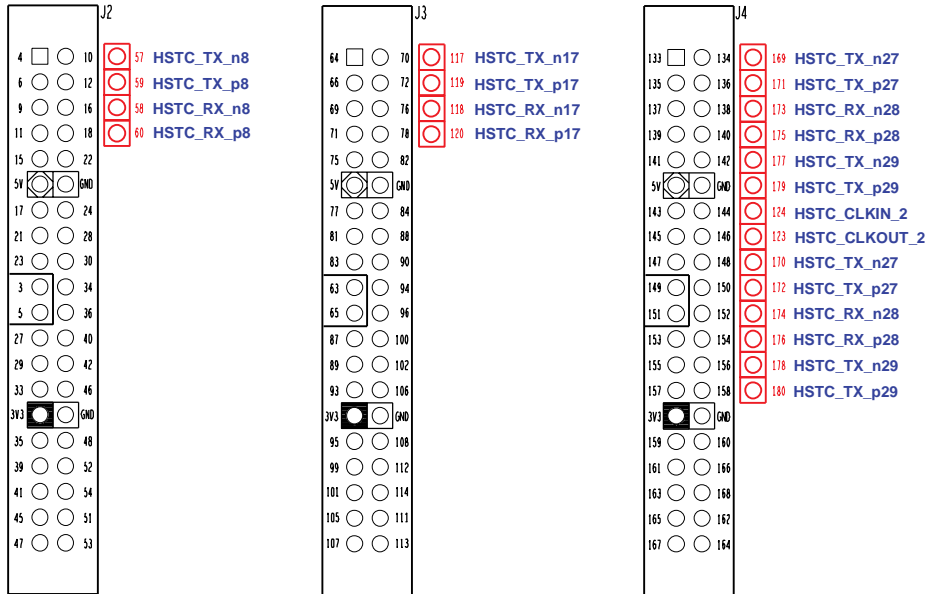 J2
4 10 57 HSTC_TX_n8
6 12 59 HSTC_TX_p8
9 16 58 HSTC_RX_n8
11 18 60 HSTC_RX_p8
15 22
5V GND
17 24
21 28
23 30
3 34
5 36
27 40
29 42
33 46
3V3 GND
35 48
39 52
41 54
45 51
47 53
J3
64 70 117 HSTC_TX_n17
66 72 119 HSTC_TX_p17
69 76 118 HSTC_RX_n17
71 78 120 HSTC_RX_p17
75 82
5V GND
77 84
81 88
83 90
63 94
65 96
87 100
89 102
93 106
3V3 GND
95 108
99 112
101 114
105 111
107 113
J4
133 134 169 HSTC_TX_n27
135 136 171 HSTC_TX_p27
137 138 173 HSTC_RX_n28
139 140 175 HSTC_RX_p28
141 142 177 HSTC_TX_n29
5V GND 179 HSTC_TX_p29
143 144 124 HSTC_CLKIN_2
145 146 123 HSTC_CLKOUT_2
147 148 170 HSTC_TX_n27
149 150 172 HSTC_TX_p27
151 152 174 HSTC_RX_n28
153 154 176 HSTC_RX_p28
155 156 178 HSTC_TX_n29
157 158 180 HSTC_TX_p29
3V3 GND
159 160
161 166
163 168
165 162
167 164